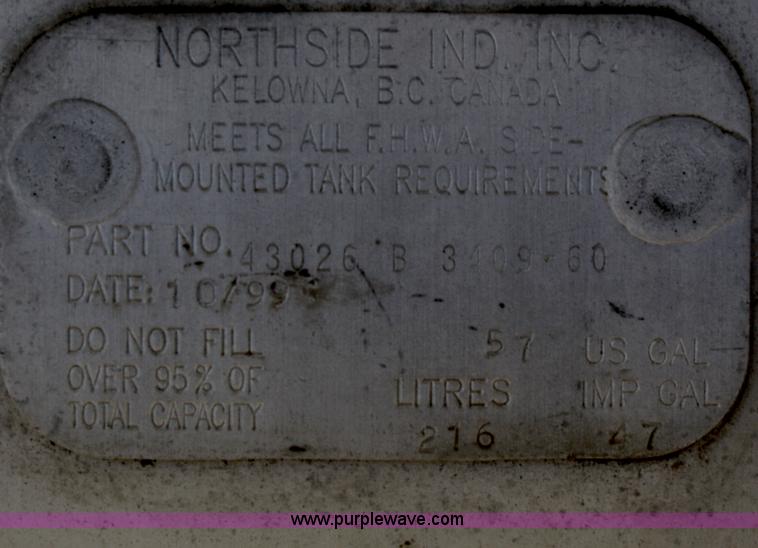 NORTHSIDE IND. INC.
KELOWNA, B.C. CANADA
MEETS ALL F.H.W.A. SIDE-
MOUNTED TANK REQUIREMENTS
PART NO. 43026 B 3409-60
DATE: 10/99
DO NOT FILL 57 US GAL
OVER 95% OF LITRES IMP GAL
TOTAL CAPACITY 216 47
www.purplewave.com